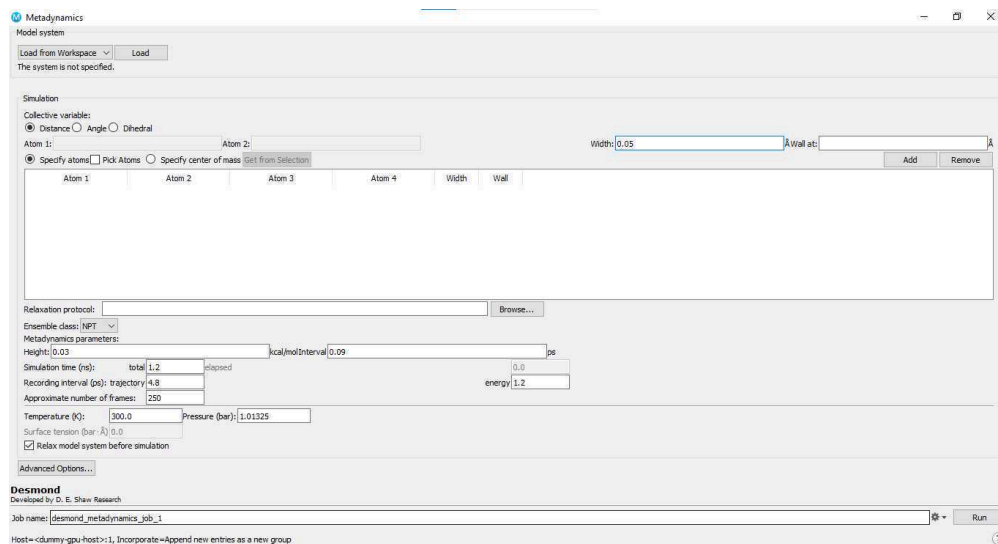 Metadynamics
Model system
Load from Workspace Load
The system is not specified.
Simulation
Collective variable:
Distance Angle Dihedral
Atom 1: Atom 2: Width: 0.05 Å Wall at: Å
Specify atoms Pick Atoms Specify center of mass Get from Selection Add Remove
Atom 1 Atom 2 Atom 3 Atom 4 Width Wall
Relaxation protocol: Browse...
Ensemble class: NPT
Metadynamics parameters:
Height: 0.03 kcal/mol Interval 0.09 ps
Simulation time (ns): total 1.2 elapsed 0.0
Recording interval (ps): trajectory 4.8 energy 1.2
Approximate number of frames: 250
Temperature (K): 300.0 Pressure (bar): 1.01325
Surface tension (bar·Å) 0.0
Relax model system before simulation
Advanced Options...
Desmond
Developed by D. E. Shaw Research
Job name: desmond_metadynamics_job_1 Run
Host=<dummy-gpu-host>:1, Incorporate=Append new entries as a new group